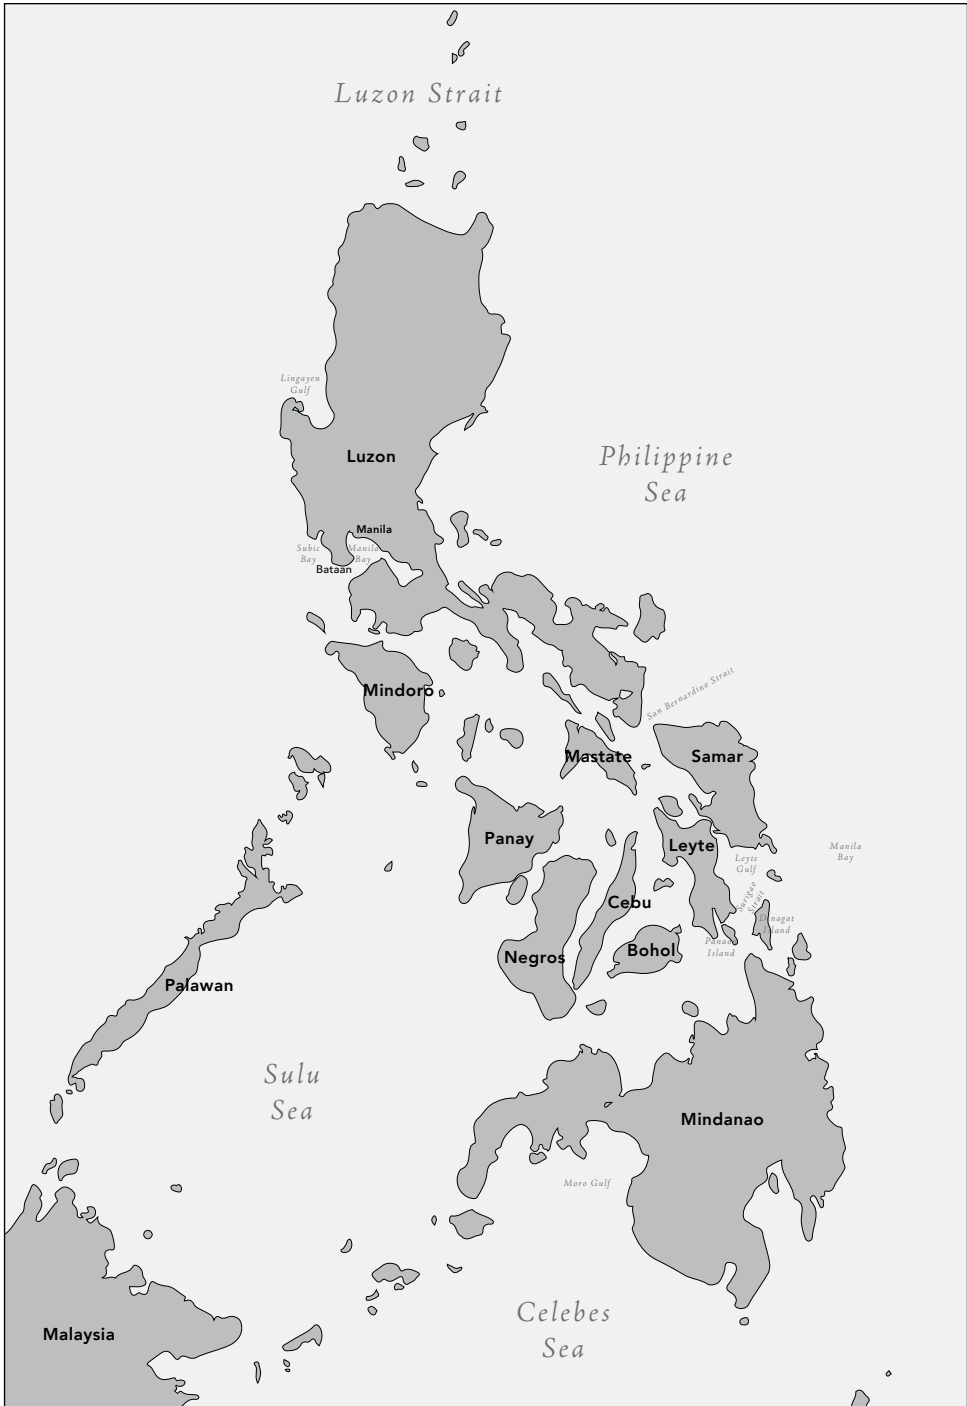 Luzon Strait
Lingayen
Gulf
Luzon
Philippine
Sea
Manila
Subic
Bay
Manila
Bay
Bataan
San Bernardino Strait
Mindoro
Mastate
Samar
Panay
Leyte
Manila
Bay
Leyte
Gulf
Surigao
Strait
Cebu
Dinagat
Island
Panaon
Island
Bohol
Negros
Palawan
Sulu
Sea
Mindanao
Moro Gulf
Celebes
Sea
Malaysia